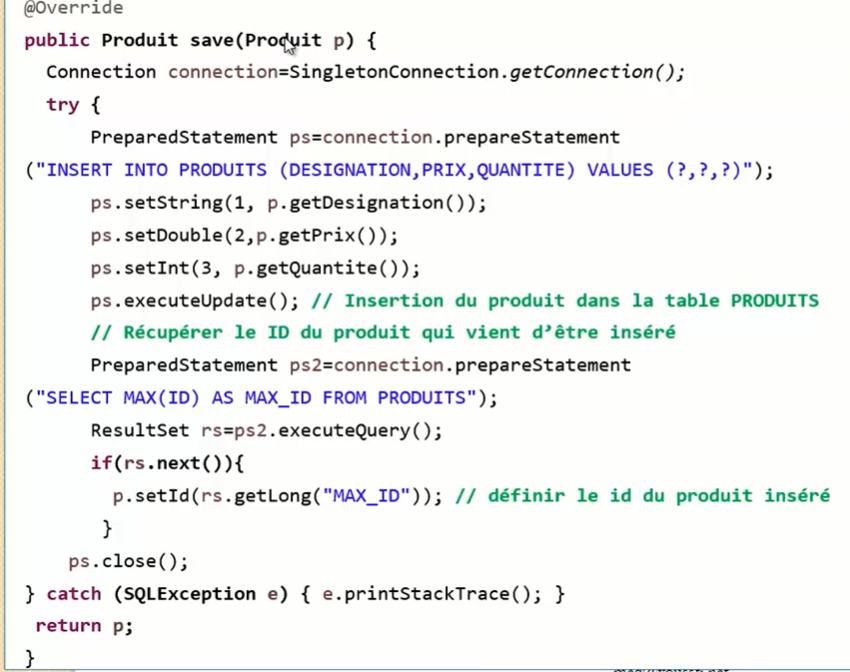 @Override
public Produit save(Produit p) {
Connection connection=SingletonConnection.getConnection();
try {
PreparedStatement ps=connection.prepareStatement
("INSERT INTO PRODUITS (DESIGNATION,PRIX,QUANTITE) VALUES (?,?,?)");
ps.setString(1, p.getDesignation());
ps.setDouble(2,p.getPrix());
ps.setInt(3, p.getQuantite());
ps.executeUpdate(); // Insertion du produit dans la table PRODUITS
// Récupérer le ID du produit qui vient d’être inséré
PreparedStatement ps2=connection.prepareStatement
("SELECT MAX(ID) AS MAX_ID FROM PRODUITS");
ResultSet rs=ps2.executeQuery();
if(rs.next()){
p.setId(rs.getLong("MAX_ID")); // définir le id du produit inséré
}
ps.close();
} catch (SQLException e) { e.printStackTrace(); }
return p;
}